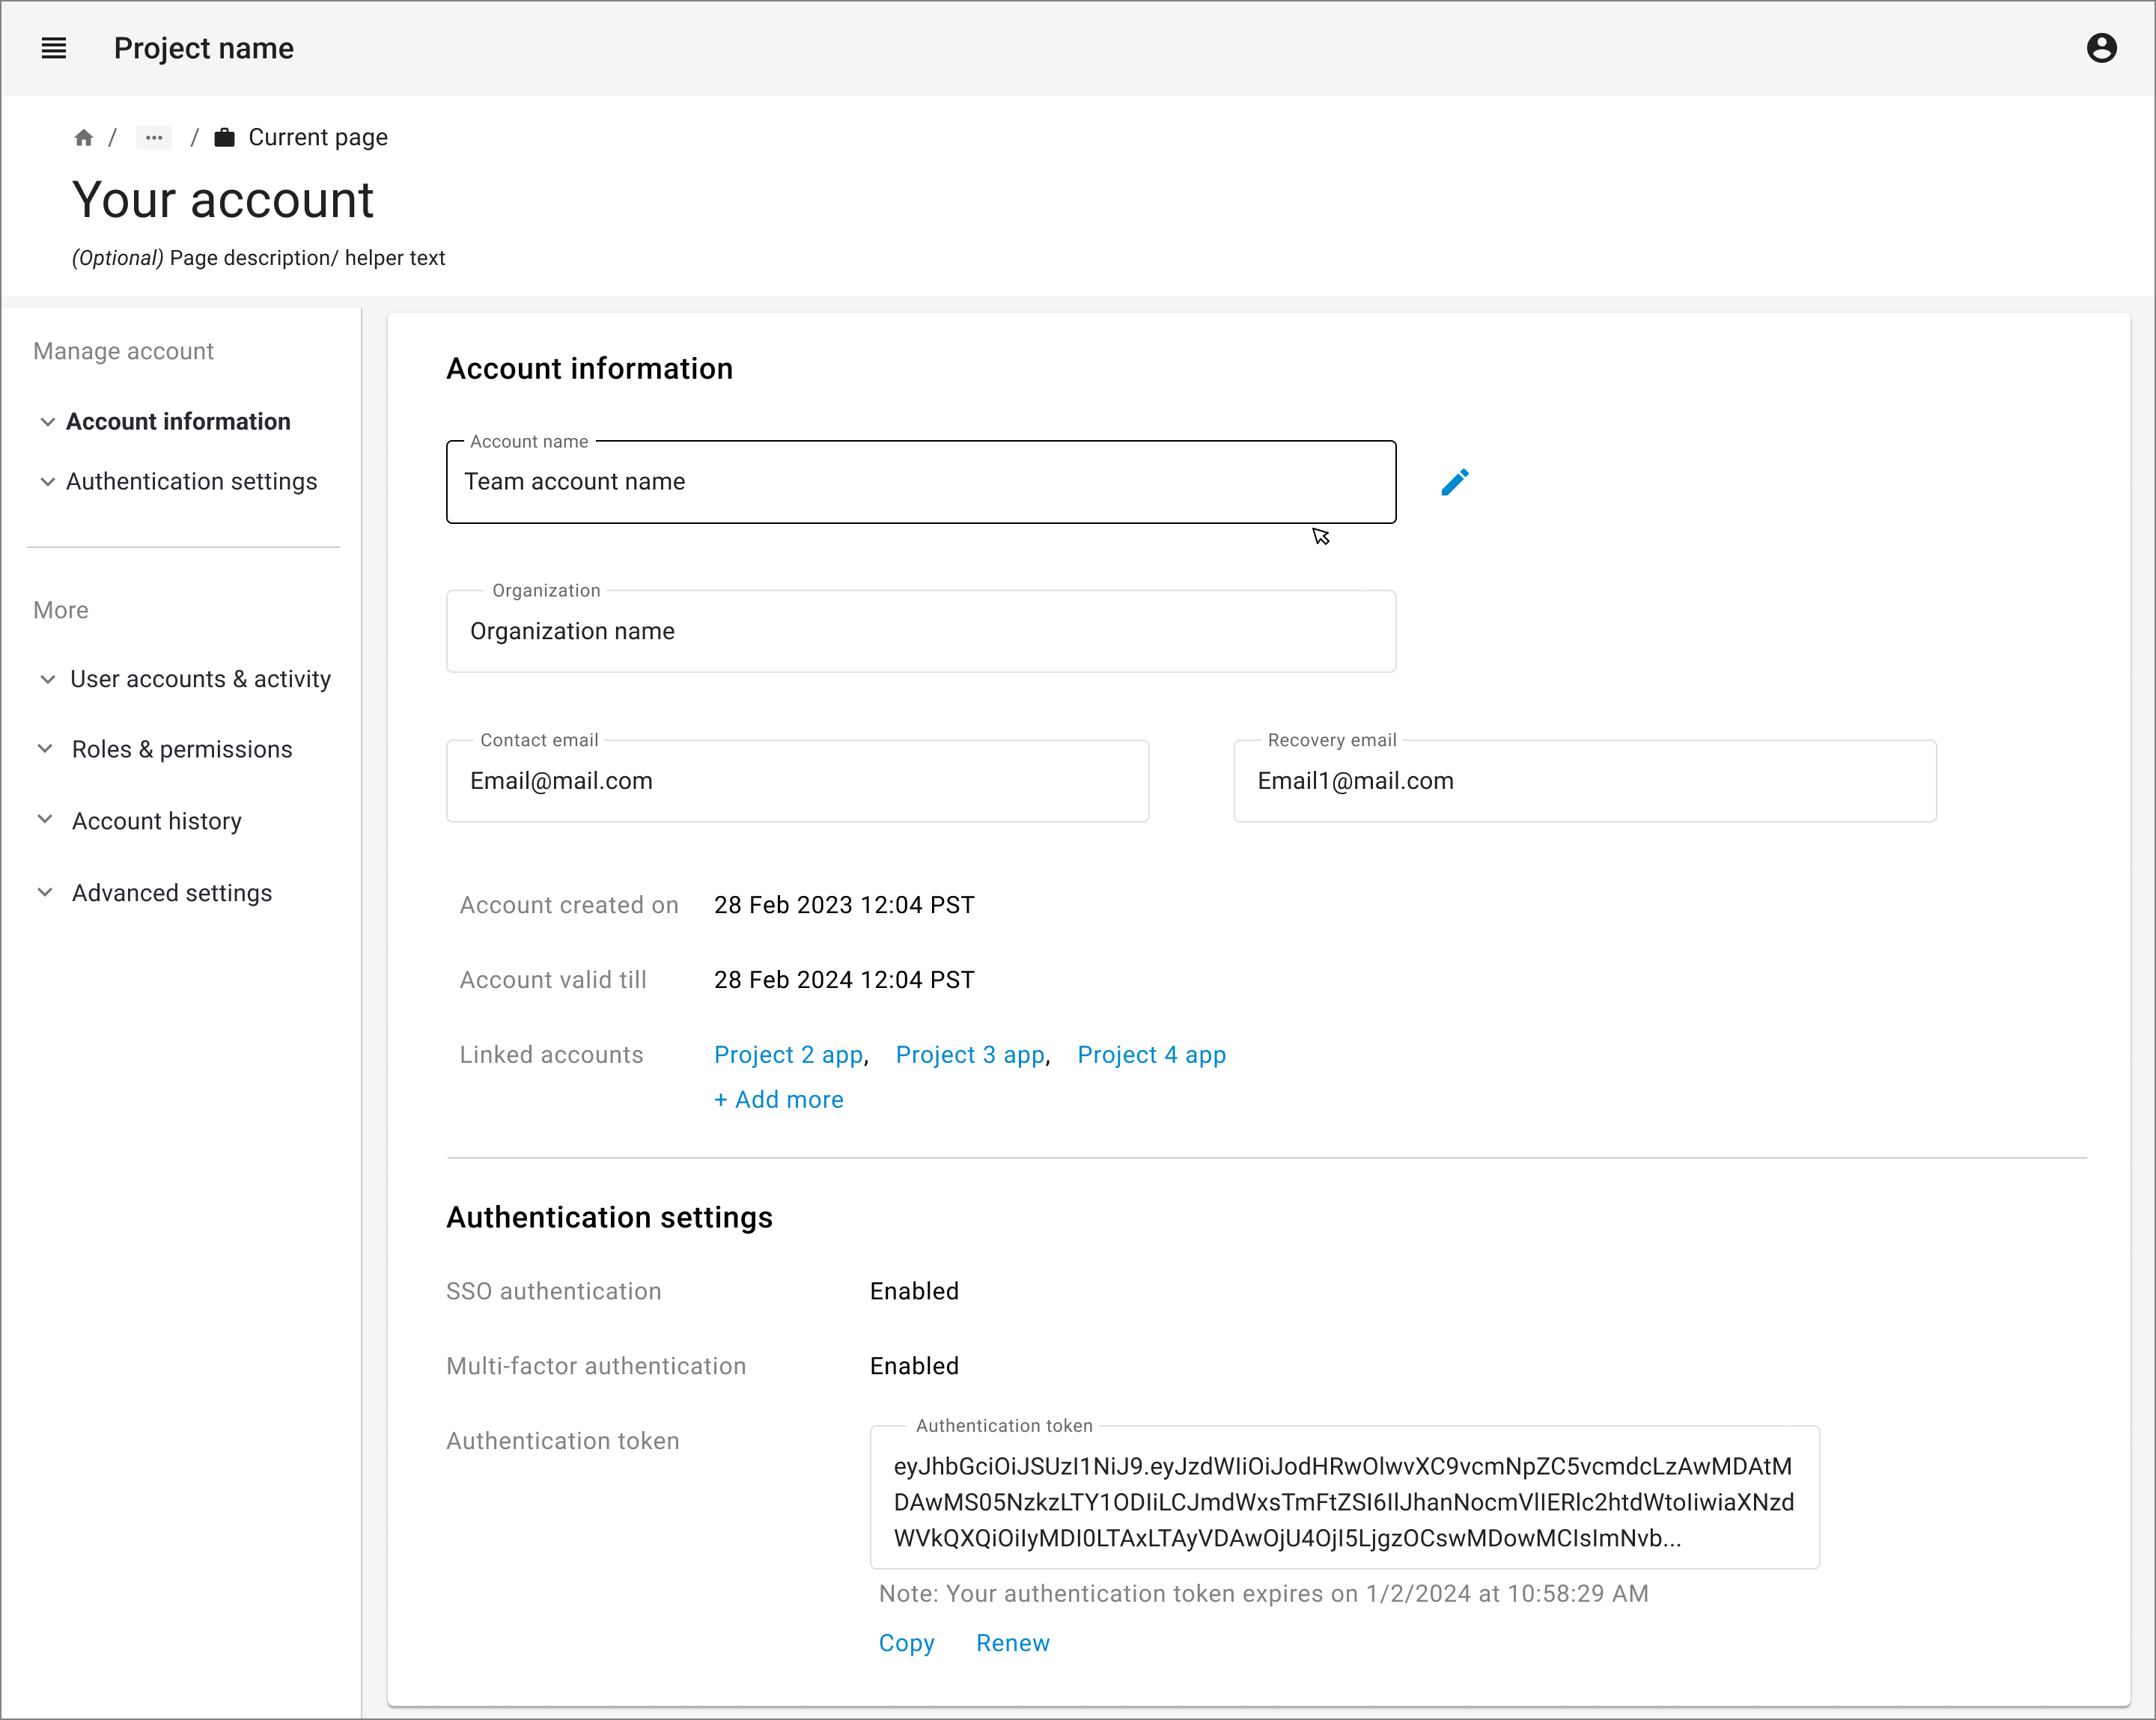 Project name
/ ... / Current page
Your account
(Optional) Page description/ helper text
Manage account
Account information
Authentication settings
More
User accounts & activity
Roles & permissions
Account history
Advanced settings
Account information
Account name
Team account name
Organization
Organization name
Contact email
Email@mail.com
Recovery email
Email1@mail.com
Account created on 28 Feb 2023 12:04 PST
Account valid till 28 Feb 2024 12:04 PST
Linked accounts Project 2 app, Project 3 app, Project 4 app
+ Add more
Authentication settings
SSO authentication Enabled
Multi-factor authentication Enabled
Authentication token
Authentication token
eyJhbGciOiJSUzI1NiJ9.eyJzdWIiOiJodHRwOlwvXC9vcmNpZC5vcmdcLzAwMDAtM
DAwMS05NzkzLTY1ODIiLCJmdWxsTmFtZSI6IlJhanNocmVlIERlc2htdWtoIiwiaXNzd
WVkQXQiOiIyMDI0LTAxLTAyVDAwOjU4OjI5LjgzOCswMDowMCIsImNvb...
Note: Your authentication token expires on 1/2/2024 at 10:58:29 AM
Copy Renew